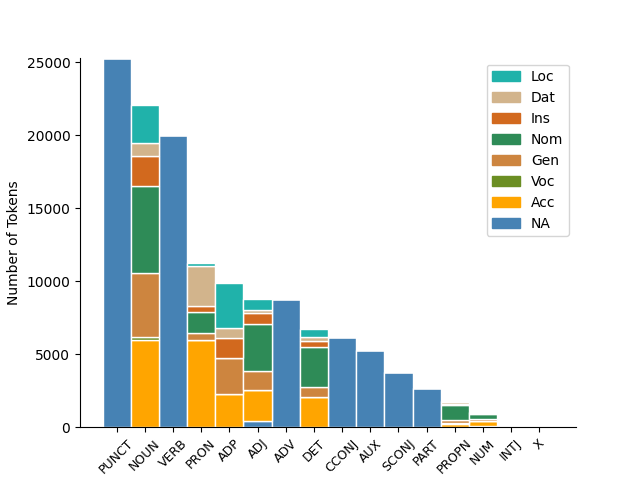 25000
20000
15000
10000
5000
0
Number of Tokens
Loc
Dat
Ins
Nom
Gen
Voc
Acc
NA
PUNCT
NOUN
VERB
PRON
ADP
ADJ
ADV
DET
CCONJ
AUX
SCONJ
PART
PROPN
NUM
INTJ
X